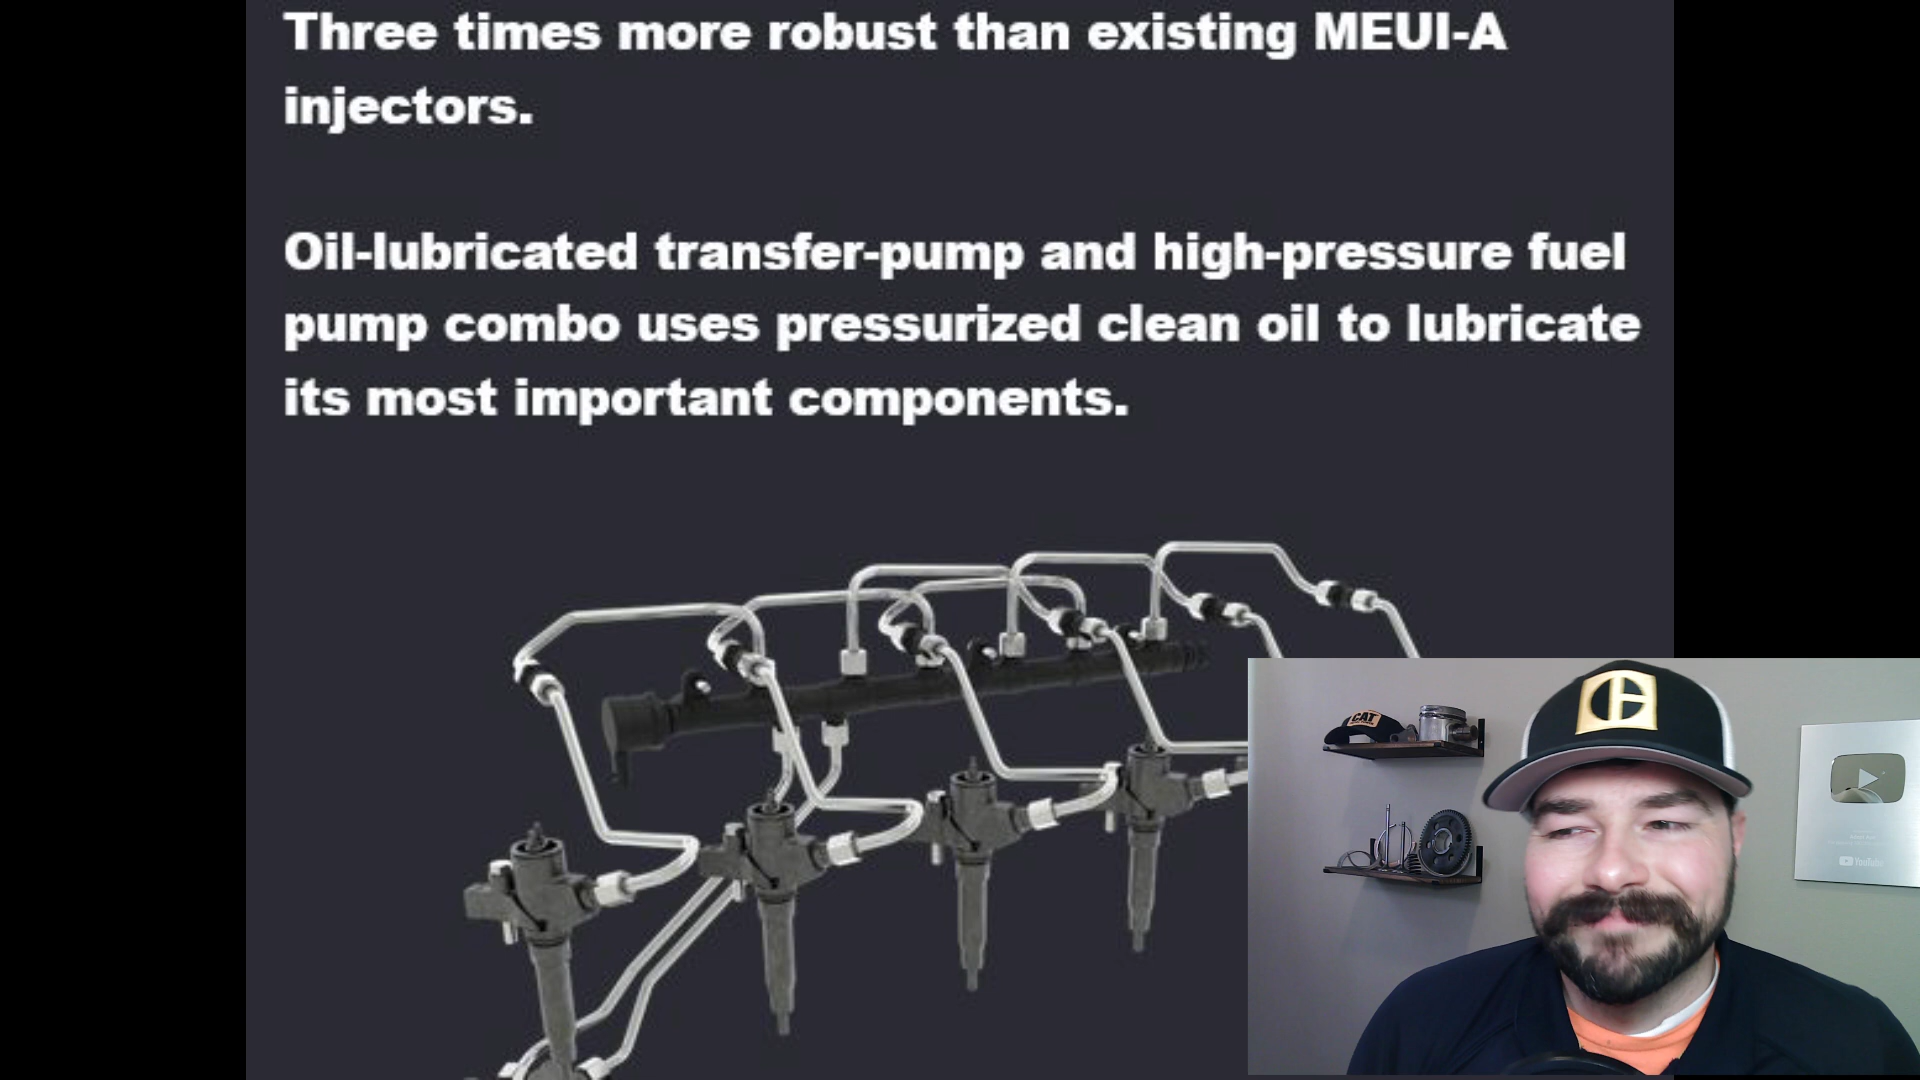 Three times more robust than existing MEUI-A
injectors.
Oil-lubricated transfer-pump and high-pressure fuel
pump combo uses pressurized clean oil to lubricate
its most important components.
CAT
YouTube